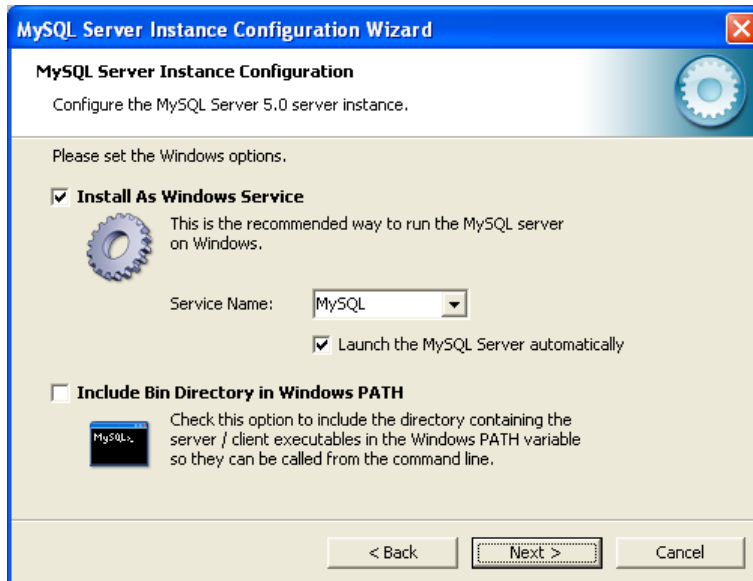 MySQL Server Instance Configuration Wizard
MySQL Server Instance Configuration
Configure the MySQL Server 5.0 server instance.
Please set the Windows options.
Install As Windows Service
This is the recommended way to run the MySQL server
on Windows.
Service Name: MySQL
Launch the MySQL Server automatically
Include Bin Directory in Windows PATH
MySQL>_
Check this option to include the directory containing the
server / client executables in the Windows PATH variable
so they can be called from the command line.
< Back Next > Cancel